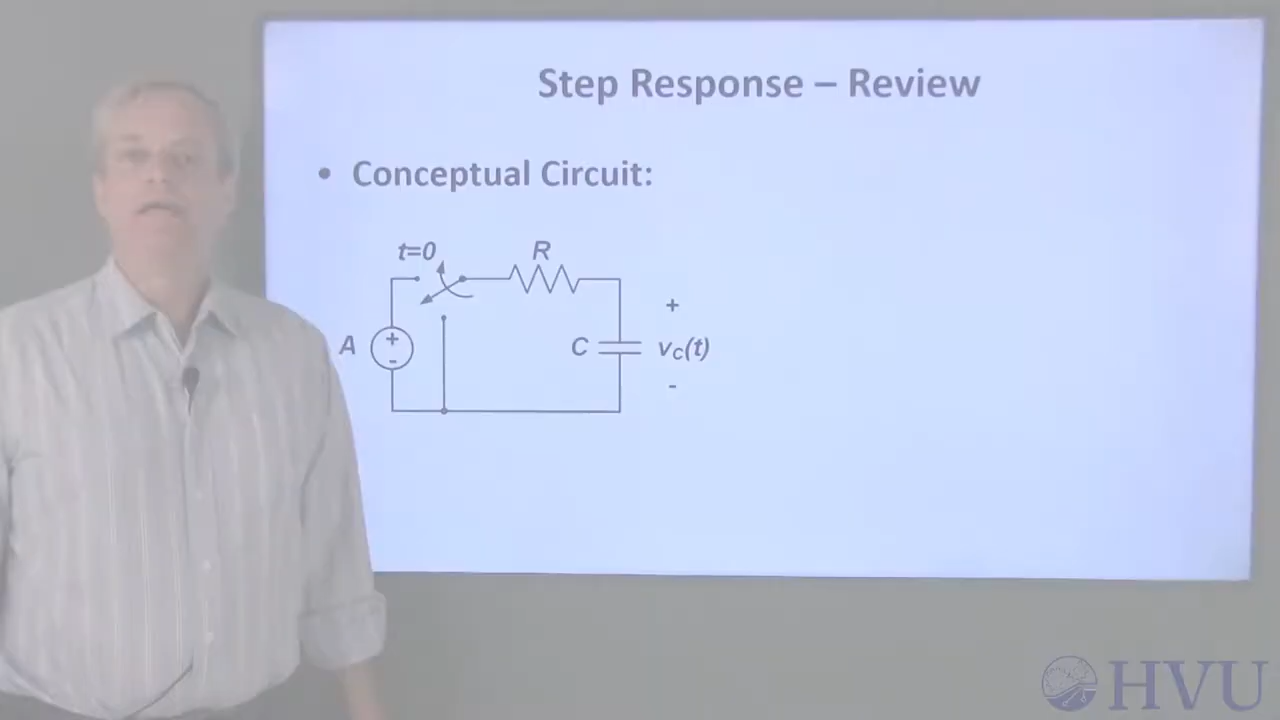 Step Response – Review
• Conceptual Circuit:
t=0
R
A
+
-
C
+
vC(t)
-
HVU